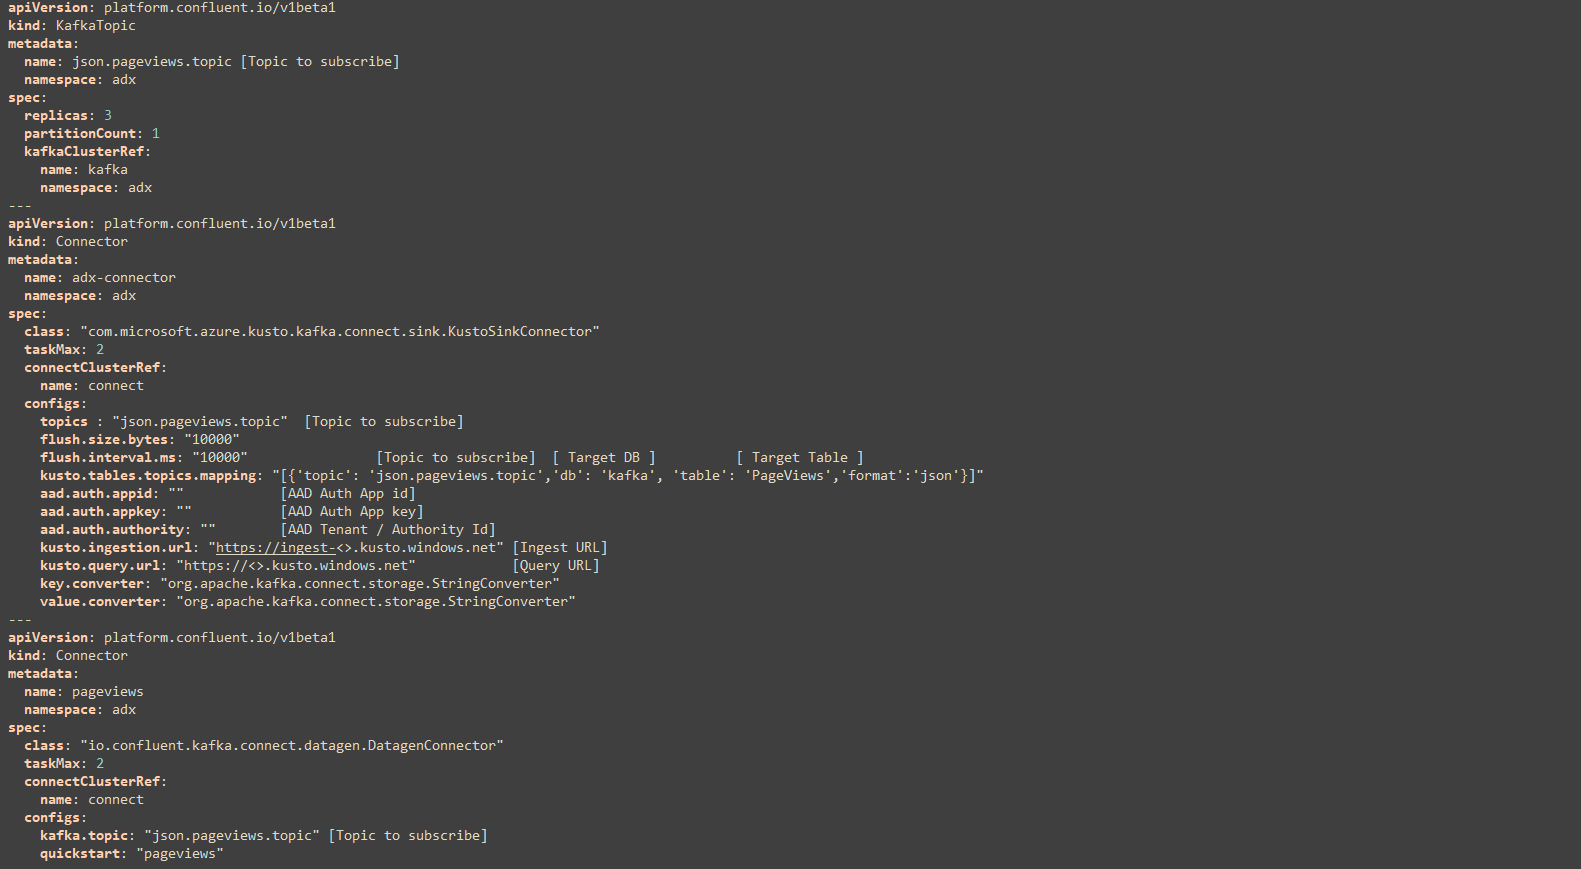 apiVersion: platform.confluent.io/v1beta1
kind: KafkaTopic
metadata:
  name: json.pageviews.topic [Topic to subscribe]
  namespace: adx
spec:
  replicas: 3
  partitionCount: 1
  kafkaClusterRef:
    name: kafka
    namespace: adx
---
apiVersion: platform.confluent.io/v1beta1
kind: Connector
metadata:
  name: adx-connector
  namespace: adx
spec:
  class: "com.microsoft.azure.kusto.kafka.connect.sink.KustoSinkConnector"
  taskMax: 2
  connectClusterRef:
    name: connect
  configs:
    topics : "json.pageviews.topic"  [Topic to subscribe]
    flush.size.bytes: "10000"
    flush.interval.ms: "10000"                [Topic to subscribe]  [ Target DB ]          [ Target Table ]
    kusto.tables.topics.mapping: "[{'topic': 'json.pageviews.topic','db': 'kafka', 'table': 'PageViews','format':'json'}]"
    aad.auth.appid: ""            [AAD Auth App id]
    aad.auth.appkey: ""           [AAD Auth App key]
    aad.auth.authority: ""        [AAD Tenant / Authority Id]
    kusto.ingestion.url: "https://ingest-<>.kusto.windows.net" [Ingest URL]
    kusto.query.url: "https://<>.kusto.windows.net"            [Query URL]
    key.converter: "org.apache.kafka.connect.storage.StringConverter"
    value.converter: "org.apache.kafka.connect.storage.StringConverter"
---
apiVersion: platform.confluent.io/v1beta1
kind: Connector
metadata:
  name: pageviews
  namespace: adx
spec:
  class: "io.confluent.kafka.connect.datagen.DatagenConnector"
  taskMax: 2
  connectClusterRef:
    name: connect
  configs:
    kafka.topic: "json.pageviews.topic" [Topic to subscribe]
    quickstart: "pageviews"